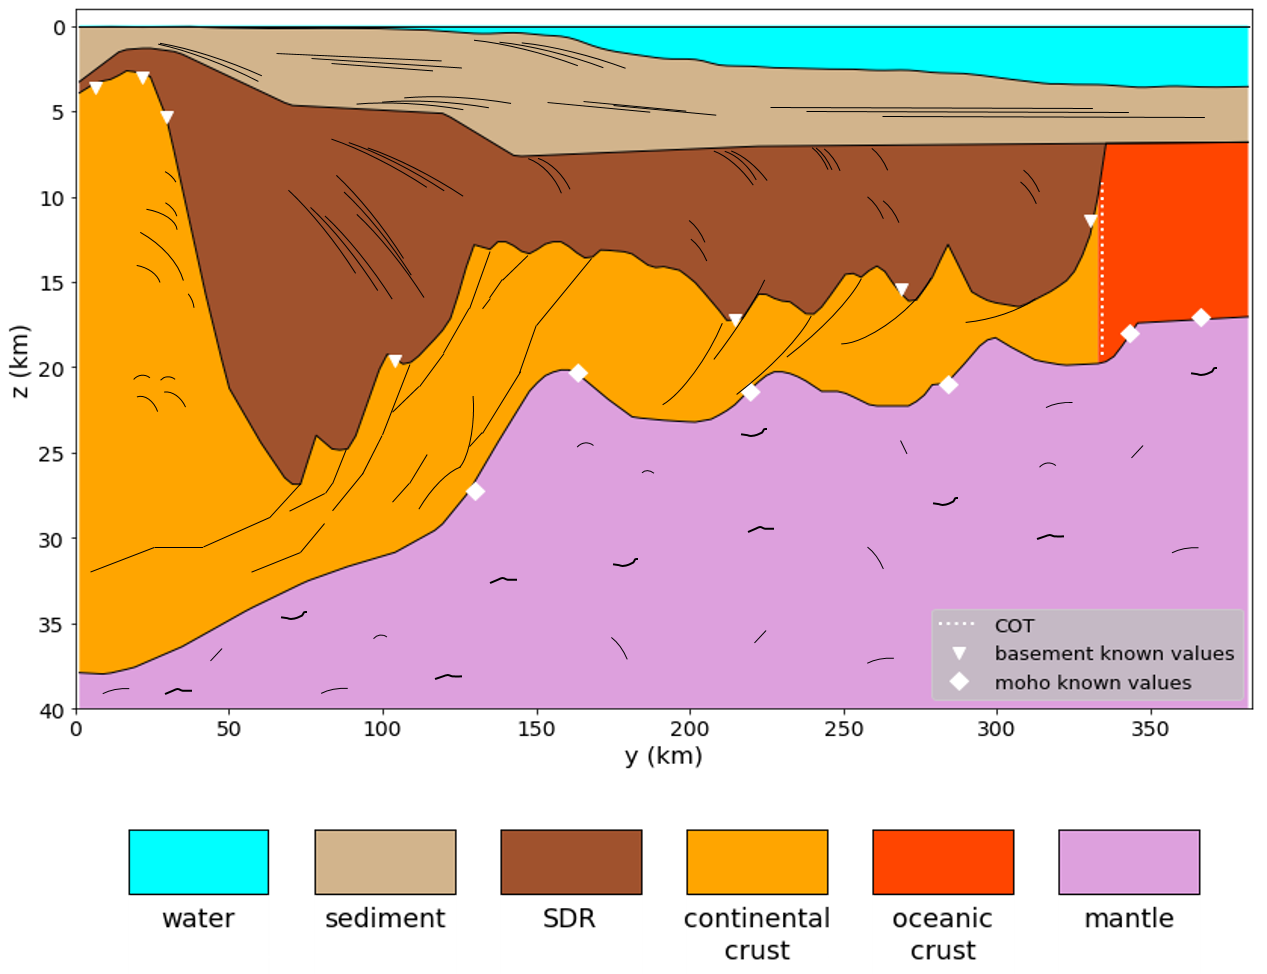 0
5
10
15
20
25
30
35
40
z (km)
0 50 100 150 200 250 300 350
y (km)
COT
basement known values
moho known values
water sediment SDR continental crust oceanic crust mantle